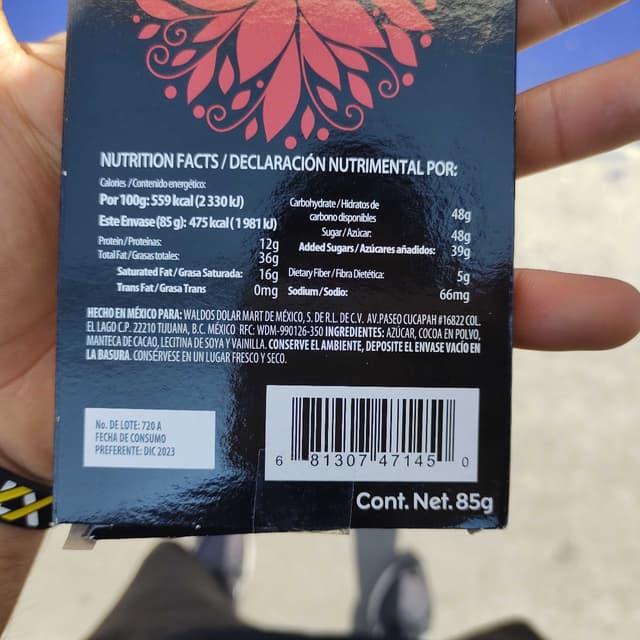 NUTRITION FACTS / DECLARACIÓN NUTRIMENTAL POR:
Calories / Contenido energético:
Por 100g: 559 kcal (2 330 kJ)
Este Envase (85 g): 475 kcal (1 981 kJ)
Protein / Proteínas: 12g
Total Fat / Grasas totales: 36g
Saturated Fat / Grasa Saturada: 16g
Trans Fat / Grasa Trans 0mg
Carbohydrate / Hidratos de
carbono disponibles 48g
Sugar / Azúcar: 48g
Added Sugars / Azúcares añadidos: 39g
Dietary Fiber / Fibra Dietética: 5g
Sodium / Sodio: 66mg
HECHO EN MÉXICO PARA: WALDOS DOLAR MART DE MÉXICO, S. DE R.L. DE C.V. AV. PASEO CUCAPAH #16822 COL.
EL LAGO C.P. 22210 TIJUANA, B.C. MÉXICO RFC: WDM-990126-350 INGREDIENTES: AZÚCAR, COCOA EN POLVO,
MANTECA DE CACAO, LECITINA DE SOYA Y VAINILLA. CONSERVE EL AMBIENTE, DEPOSITE EL ENVASE VACÍO EN
LA BASURA. CONSÉRVESE EN UN LUGAR FRESCO Y SECO.
No. DE LOTE: 720 A
FECHA DE CONSUMO
PREFERENTE: DIC 2023
6 81307 47145 0
Cont. Net. 85g